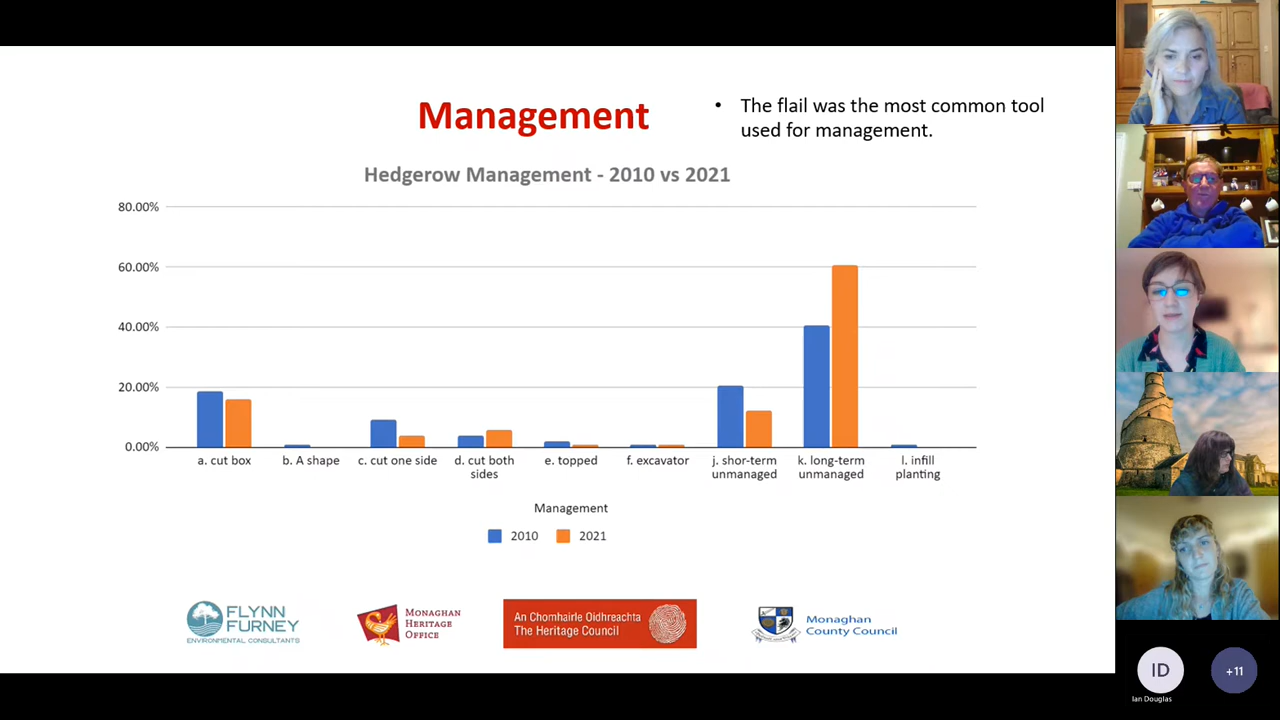 Management
• The flail was the most common tool
used for management.
Hedgerow Management - 2010 vs 2021
80.00%
60.00%
40.00%
20.00%
0.00%
a. cut box
b. A shape
c. cut one side
d. cut both
sides
e. topped
f. excavator
j. shor-term
unmanaged
k. long-term
unmanaged
l. infill
planting
Management
2010
2021
FLYNN
FURNEY
ENVIRONMENTAL CONSULTANTS
MONAGHAN
HERITAGE
OFFICE
An Chomhairle Oidhreachta
The Heritage Council
Monaghan
County Council
ID
Ian Douglas
+11